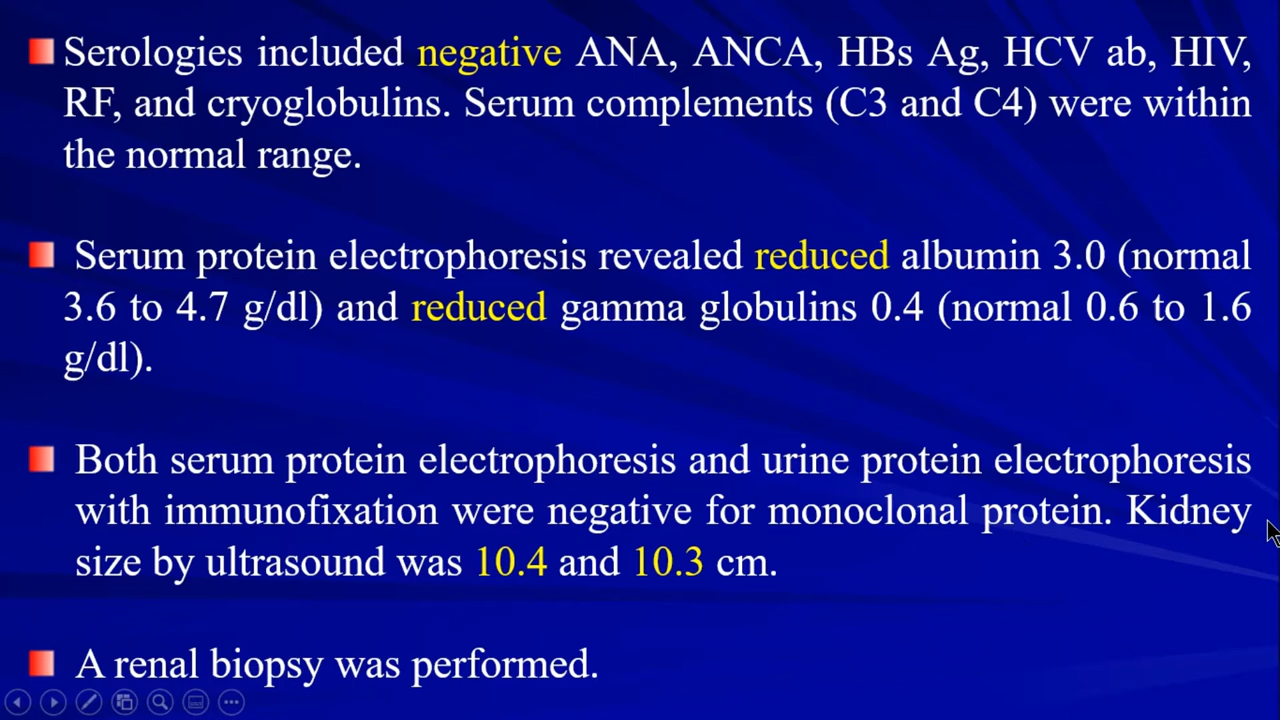 Serologies included negative ANA, ANCA, HBs Ag, HCV ab, HIV,
RF, and cryoglobulins. Serum complements (C3 and C4) were within
the normal range.
Serum protein electrophoresis revealed reduced albumin 3.0 (normal
3.6 to 4.7 g/dl) and reduced gamma globulins 0.4 (normal 0.6 to 1.6
g/dl).
Both serum protein electrophoresis and urine protein electrophoresis
with immunofixation were negative for monoclonal protein. Kidney
size by ultrasound was 10.4 and 10.3 cm.
A renal biopsy was performed.